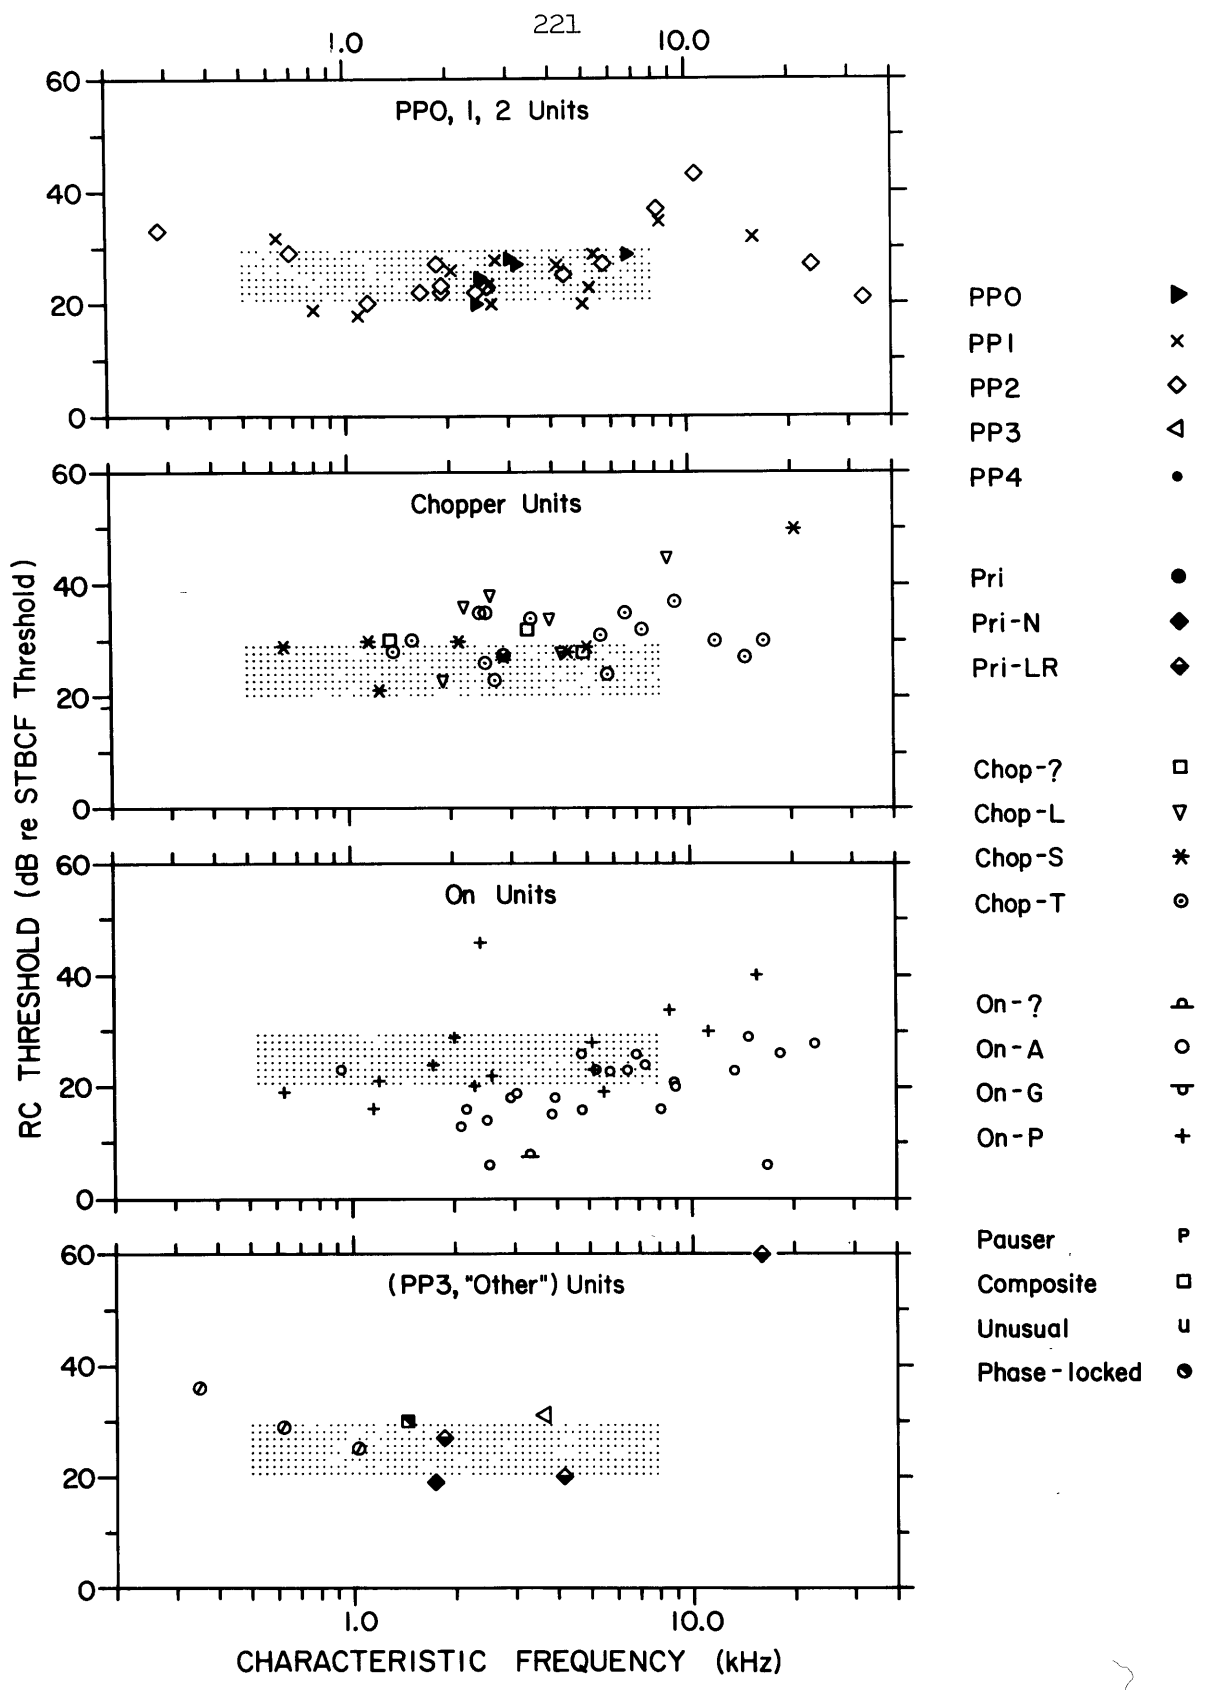 221
1.0 10.0
60
PPO, 1, 2 Units
40
20
0
60
Chopper Units
40
20
0
60
On Units
40
20
0
60
(PP3, "Other") Units
40
20
0
1.0 10.0
CHARACTERISTIC FREQUENCY (kHz)
RC THRESHOLD (dB re STBCF Threshold)
PPO
PP1
PP2
PP3
PP4
Pri
Pri-N
Pri-LR
Chop-?
Chop-L
Chop-S
Chop-T
On-?
On-A
On-G
On-P
Pauser P
Composite
Unusual u
Phase-locked